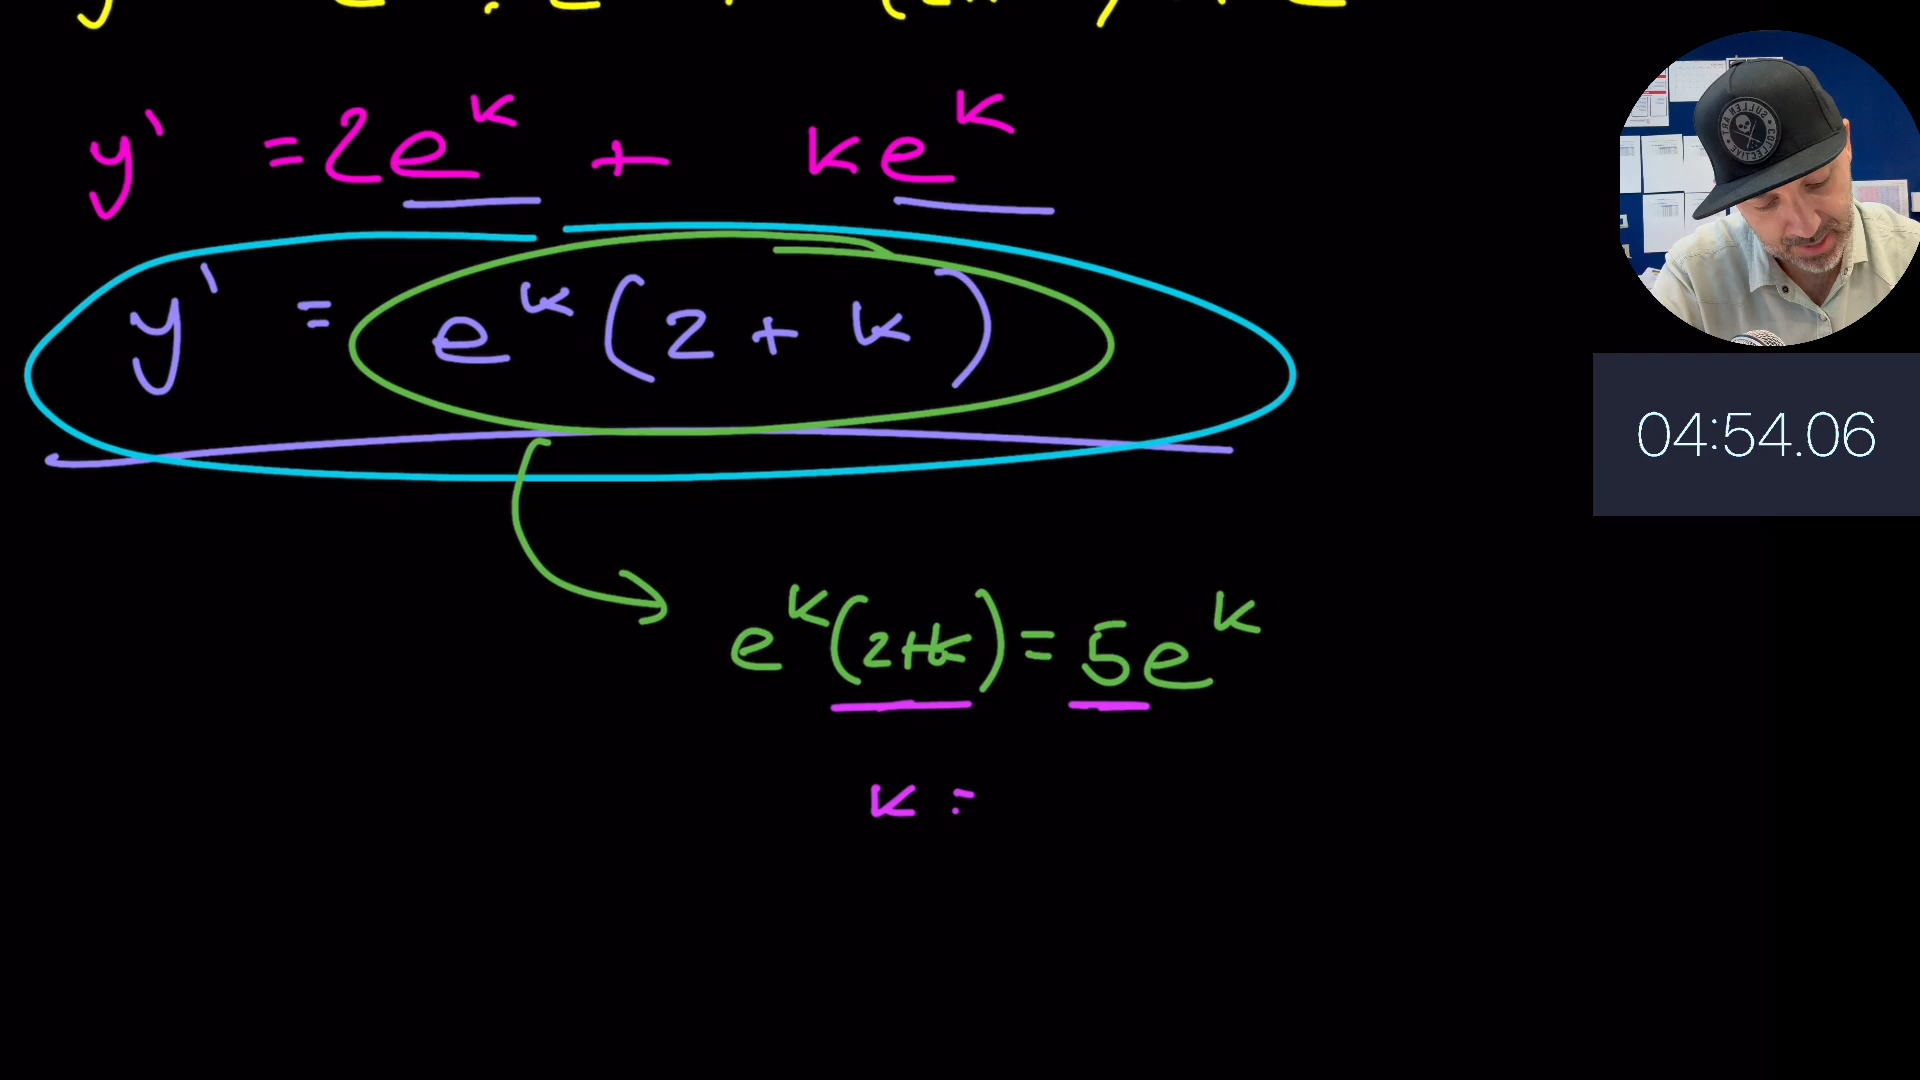 y' = 2e^k + ke^k
y' = e^k(2 + k)
04:54.06
e^k(2+k) = 5e^k
k =